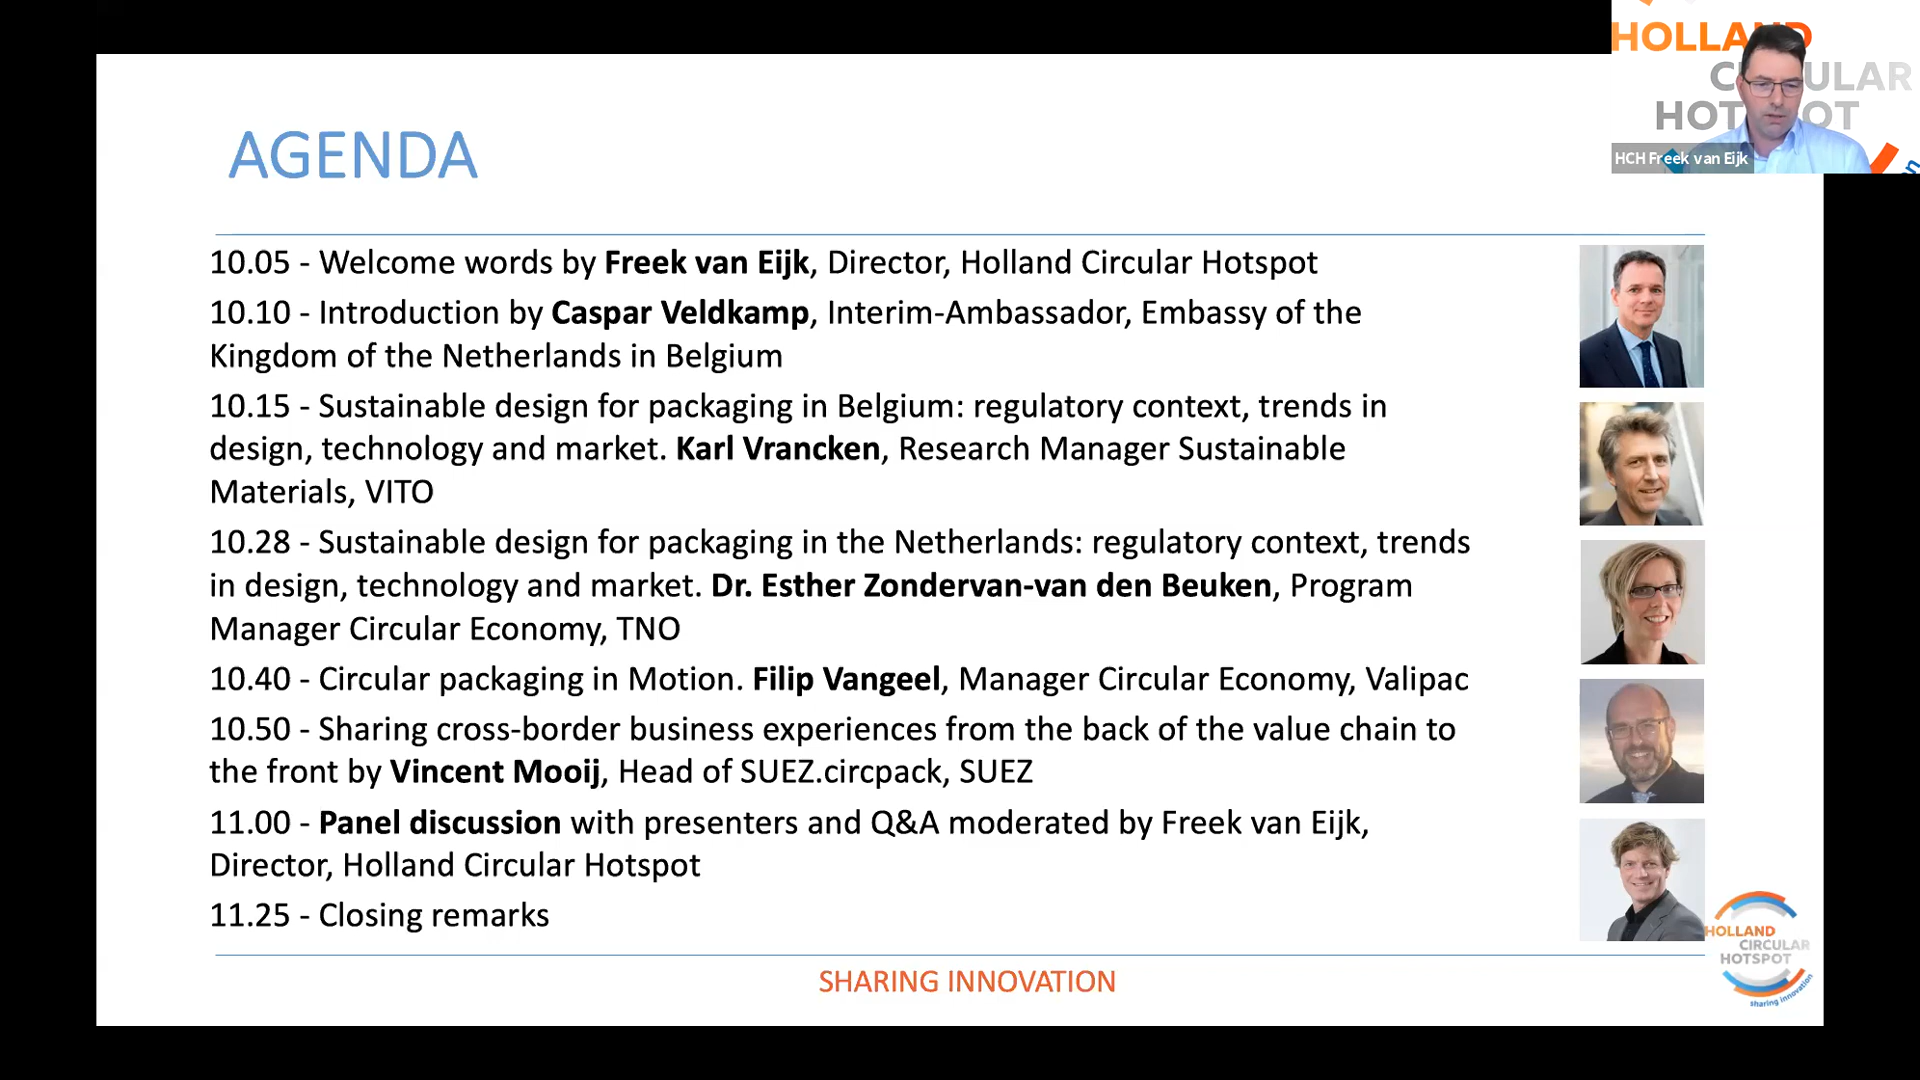 HOLLAND
CIRCULAR
HOTSPOT
HCH Freek van Eijk
AGENDA
10.05 - Welcome words by Freek van Eijk, Director, Holland Circular Hotspot
10.10 - Introduction by Caspar Veldkamp, Interim-Ambassador, Embassy of the
Kingdom of the Netherlands in Belgium
10.15 - Sustainable design for packaging in Belgium: regulatory context, trends in
design, technology and market. Karl Vrancken, Research Manager Sustainable
Materials, VITO
10.28 - Sustainable design for packaging in the Netherlands: regulatory context, trends
in design, technology and market. Dr. Esther Zondervan-van den Beuken, Program
Manager Circular Economy, TNO
10.40 - Circular packaging in Motion. Filip Vangeel, Manager Circular Economy, Valipac
10.50 - Sharing cross-border business experiences from the back of the value chain to
the front by Vincent Mooij, Head of SUEZ.circpack, SUEZ
11.00 - Panel discussion with presenters and Q&A moderated by Freek van Eijk,
Director, Holland Circular Hotspot
11.25 - Closing remarks
SHARING INNOVATION
HOLLAND
CIRCULAR
HOTSPOT
sharing innovation